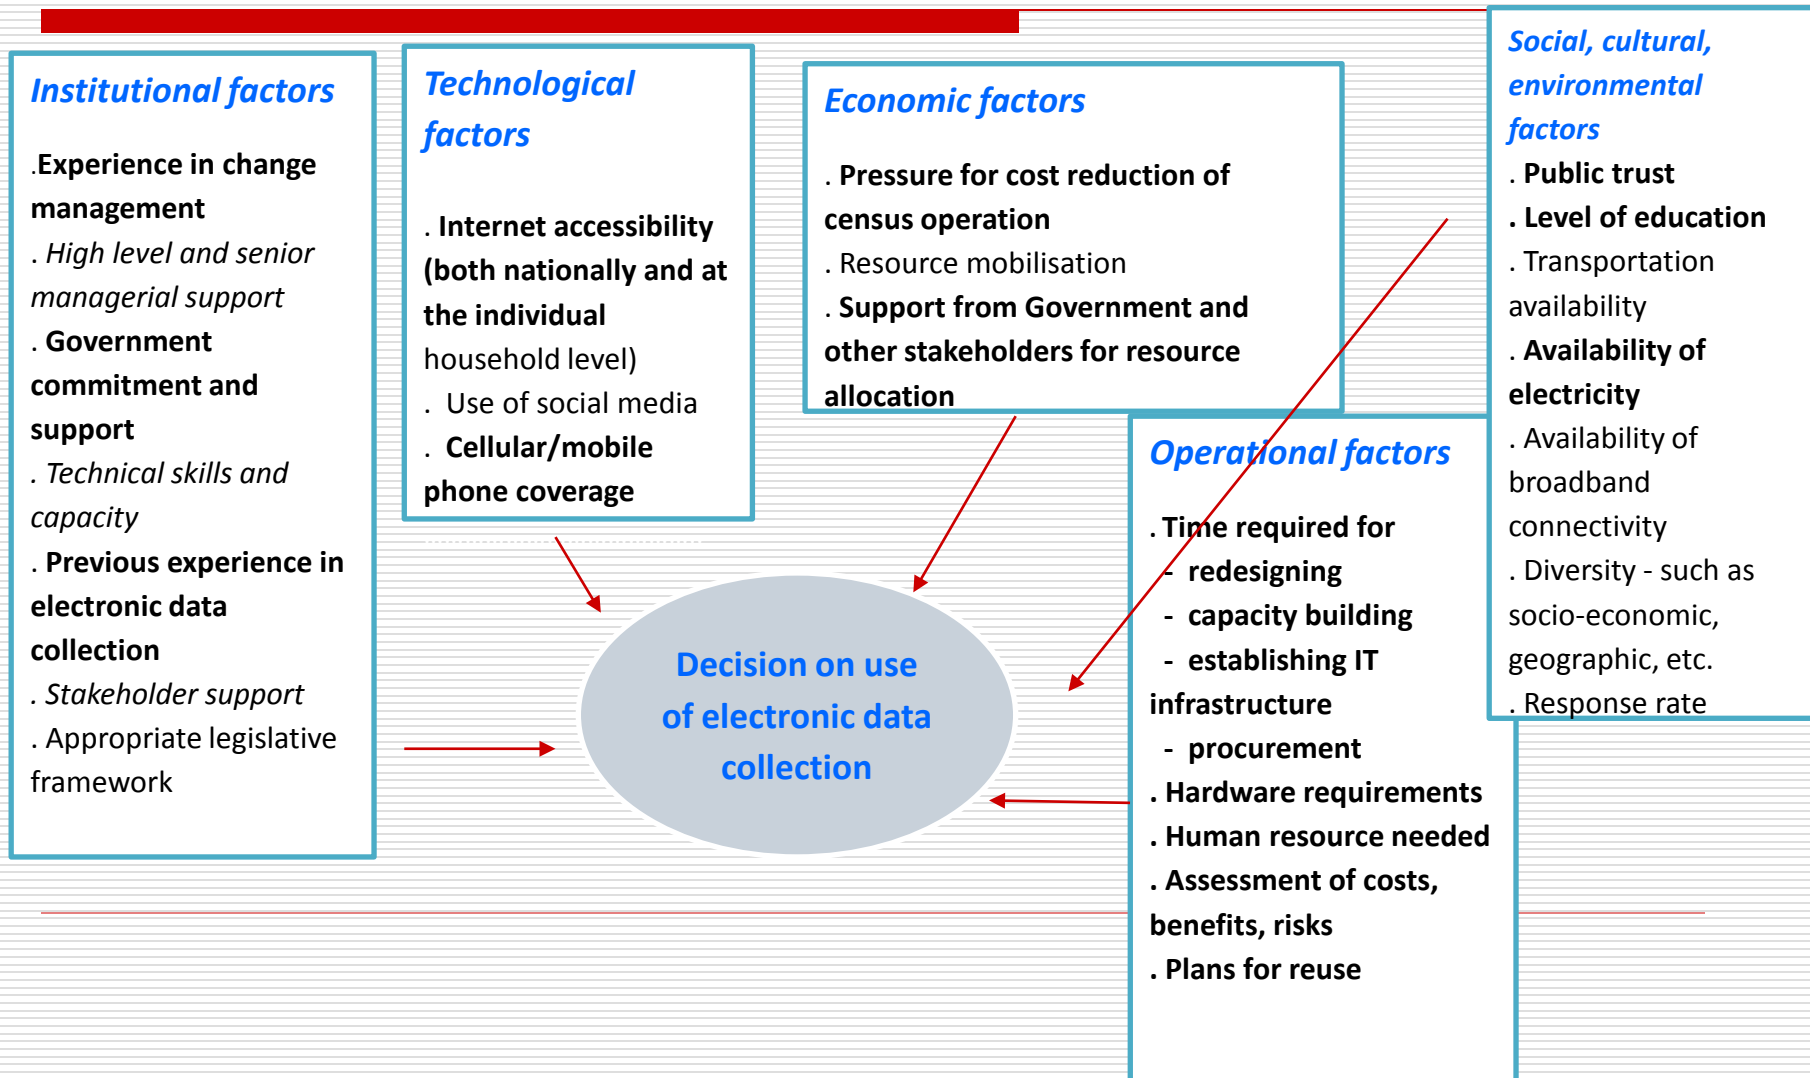 Institutional factors
.Experience in change
management
. High level and senior
managerial support
. Government
commitment and
support
. Technical skills and
capacity
. Previous experience in
electronic data
collection
. Stakeholder support
. Appropriate legislative
framework
Technological
factors
. Internet accessibility
(both nationally and at
the individual
household level)
. Use of social media
. Cellular/mobile
phone coverage
Economic factors
. Pressure for cost reduction of
census operation
. Resource mobilisation
. Support from Government and
other stakeholders for resource
allocation
Social, cultural,
environmental
factors
. Public trust
. Level of education
. Transportation
availability
. Availability of
electricity
. Availability of
broadband
connectivity
. Diversity - such as
socio-economic,
geographic, etc.
. Response rate
Operational factors
. Time required for
- redesigning
- capacity building
- establishing IT
infrastructure
- procurement
. Hardware requirements
. Human resource needed
. Assessment of costs,
benefits, risks
. Plans for reuse
Decision on use
of electronic data
collection